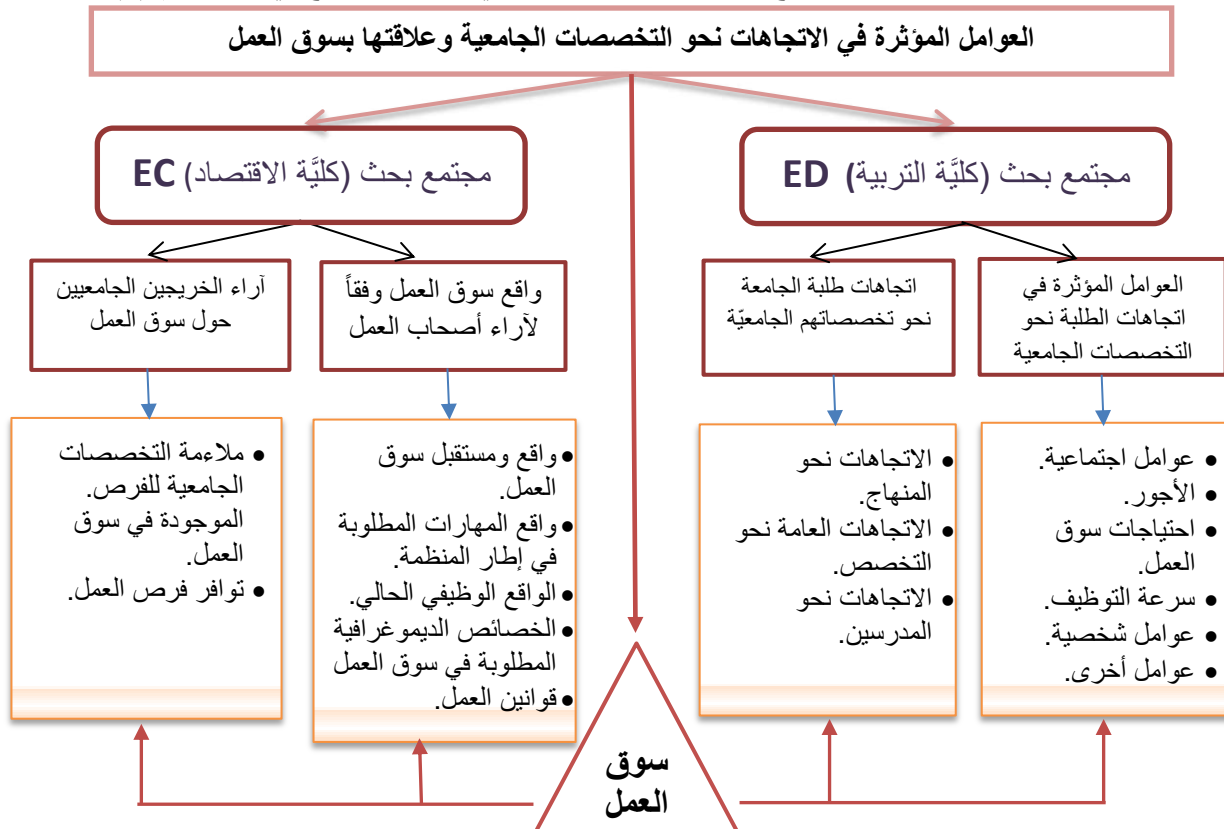 العوامل المؤثرة في الاتجاهات نحو التخصصات الجامعية وعلاقتها بسوق العمل
مجتمع بحث (كليَّة التربية) ED
مجتمع بحث (كليَّة الاقتصاد) EC
العوامل المؤثرة في
اتجاهات الطلبة نحو
التخصصات الجامعية
اتجاهات طلبة الجامعة
نحو تخصصاتهم الجامعيّة
واقع سوق العمل وفقاً
لآراء أصحاب العمل
آراء الخريجين الجامعيين
حول سوق العمل
• عوامل اجتماعية.
• الأجور.
• احتياجات سوق
العمل.
• سرعة التوظيف.
• عوامل شخصية.
• عوامل أخرى.
• الاتجاهات نحو
المنهاج.
• الاتجاهات العامة نحو
التخصص.
• الاتجاهات نحو
المدرسين.
• واقع ومستقبل سوق
العمل.
• واقع المهارات المطلوبة
في إطار المنظمة.
• الواقع الوظيفي الحالي.
• الخصائص الديموغرافية
المطلوبة في سوق العمل
• قوانين العمل.
• ملاءمة التخصصات
الجامعية للفرص.
الموجودة في سوق
العمل.
• توافر فرص العمل.
سوق
العمل